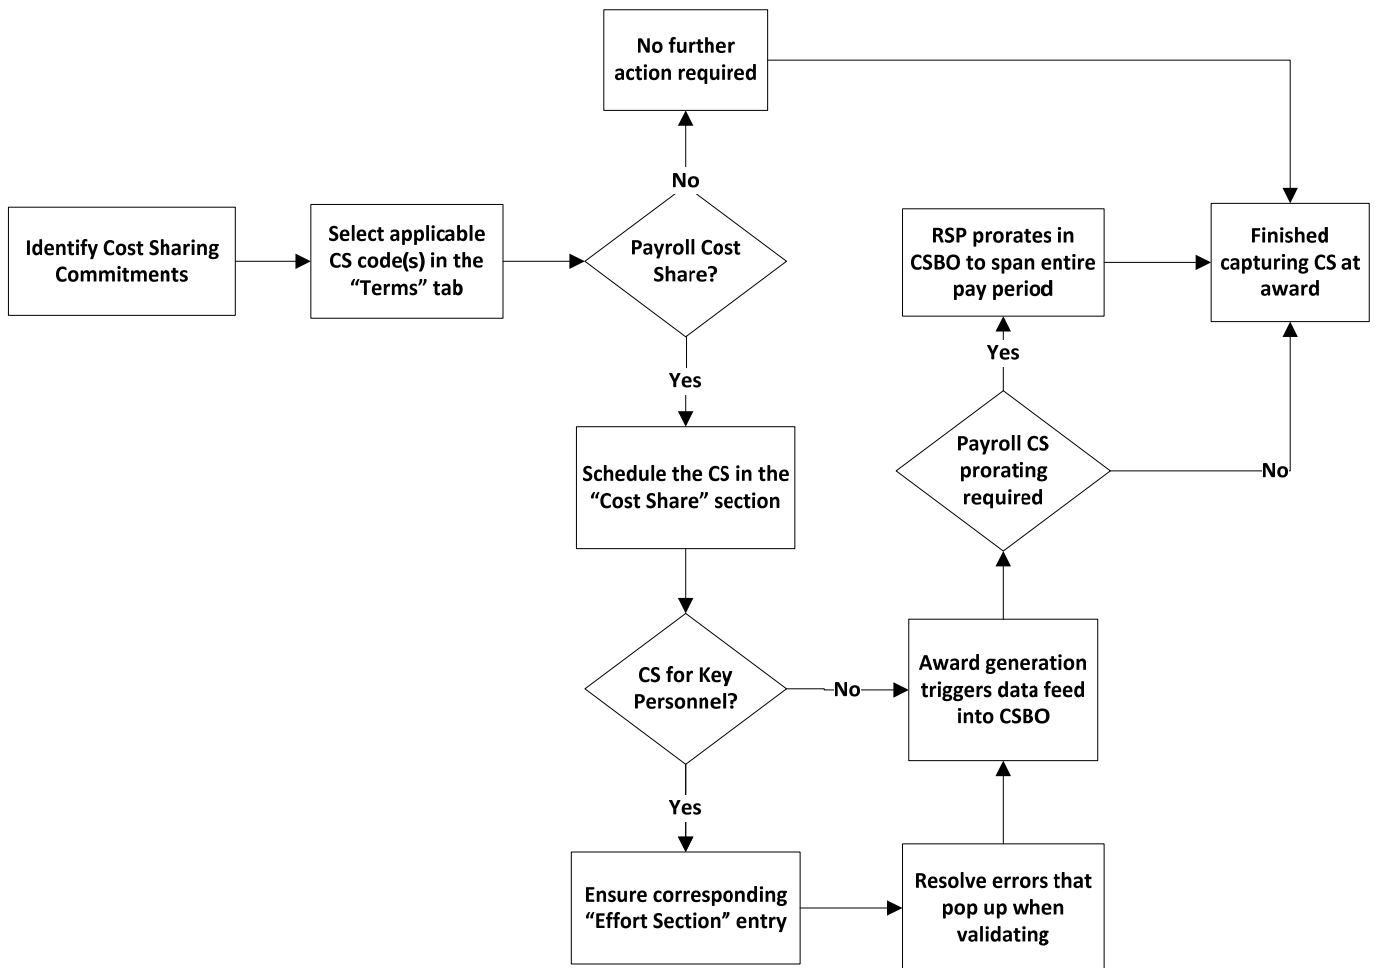 No further
action required
No
Identify Cost Sharing
Commitments
Select applicable
CS code(s) in the
“Terms” tab
Payroll Cost
Share?
RSP prorates in
CSBO to span entire
pay period
Finished
capturing CS at
award
Yes
Yes
Schedule the CS in the
“Cost Share” section
Payroll CS
prorating
required
No
CS for Key
Personnel?
No
Award generation
triggers data feed
into CSBO
Yes
Ensure corresponding
“Effort Section” entry
Resolve errors that
pop up when
validating